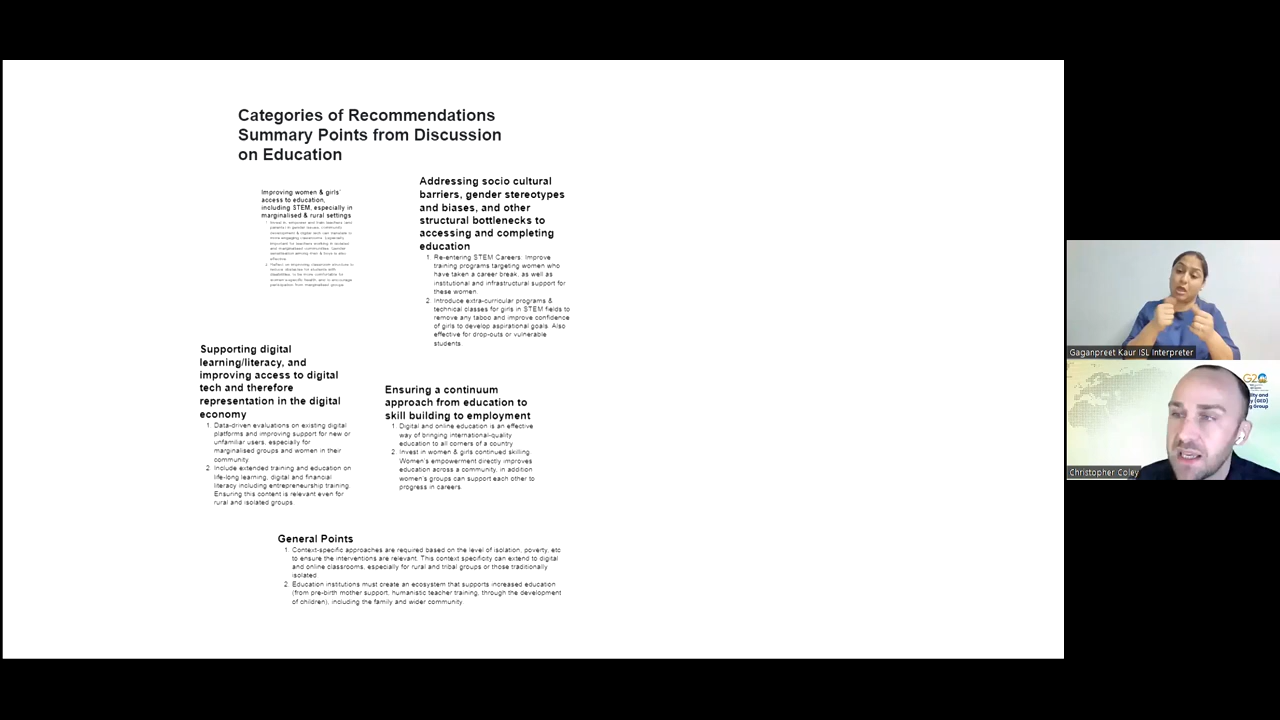 Categories of Recommendations
Summary Points from Discussion
on Education
Improving women & girls'
access to education,
including STEM, especially in
marginalised & rural settings
Addressing socio cultural
barriers, gender stereotypes
and biases, and other
structural bottlenecks to
accessing and completing
education
1. Re-entering STEM Careers: Improve
training programs targeting women who
have taken a career break, as well as
institutional and infrastructural support for
these women.
2. Introduce extra-curricular programs &
technical classes for girls in STEM fields to
remove any taboo and improve confidence
of girls to develop aspirational goals. Also
effective for drop-outs or vulnerable
students.
Supporting digital
learning/literacy, and
improving access to digital
tech and therefore
representation in the digital
economy
1. Data-driven evaluations on existing digital
platforms and improving support for new or
unfamiliar users, especially for
marginalised groups and women in their
community
2. Include extended training and education on
life-long learning, digital and financial
literacy including entrepreneurship training.
Ensuring this content is relevant even for
rural and isolated groups.
Ensuring a continuum
approach from education to
skill building to employment
1. Digital and online education is an effective
way of bringing international-quality
education to all corners of a country
2. Invest in women & girls continued skilling.
Women's empowerment directly improves
education across a community, in addition
women's groups can support each other to
progress in careers.
General Points
1. Context-specific approaches are required based on the level of isolation, poverty, etc
to ensure the interventions are relevant. This context specificity can extend to digital
and online classrooms, especially for rural and tribal groups or those traditionally
isolated
2. Education institutions must create an ecosystem that supports increased education
(from pre-birth mother support, humanistic teacher training, through the development
of children), including the family and wider community.
Gaganpreet Kaur ISL Interpreter
G20
Christopher Coley